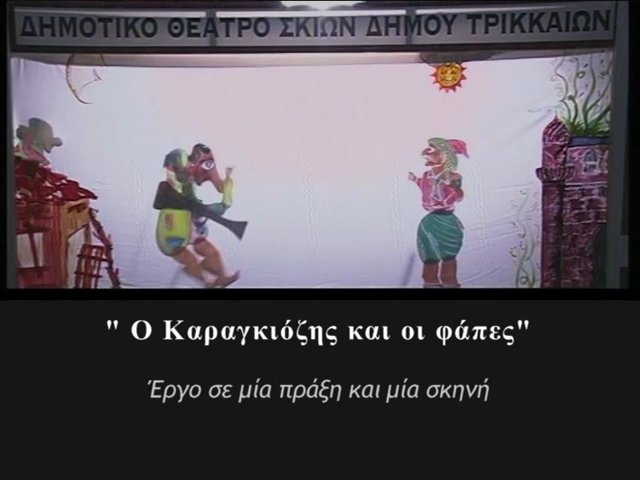 ΔΗΜΟΤΙΚΟ ΘΕΑΤΡΟ ΣΚΙΩΝ ΔΗΜΟΥ ΤΡΙΚΚΑΙΩΝ
" Ο Καραγκιόζης και οι φάπες"
Έργο σε μία πράξη και μία σκηνή